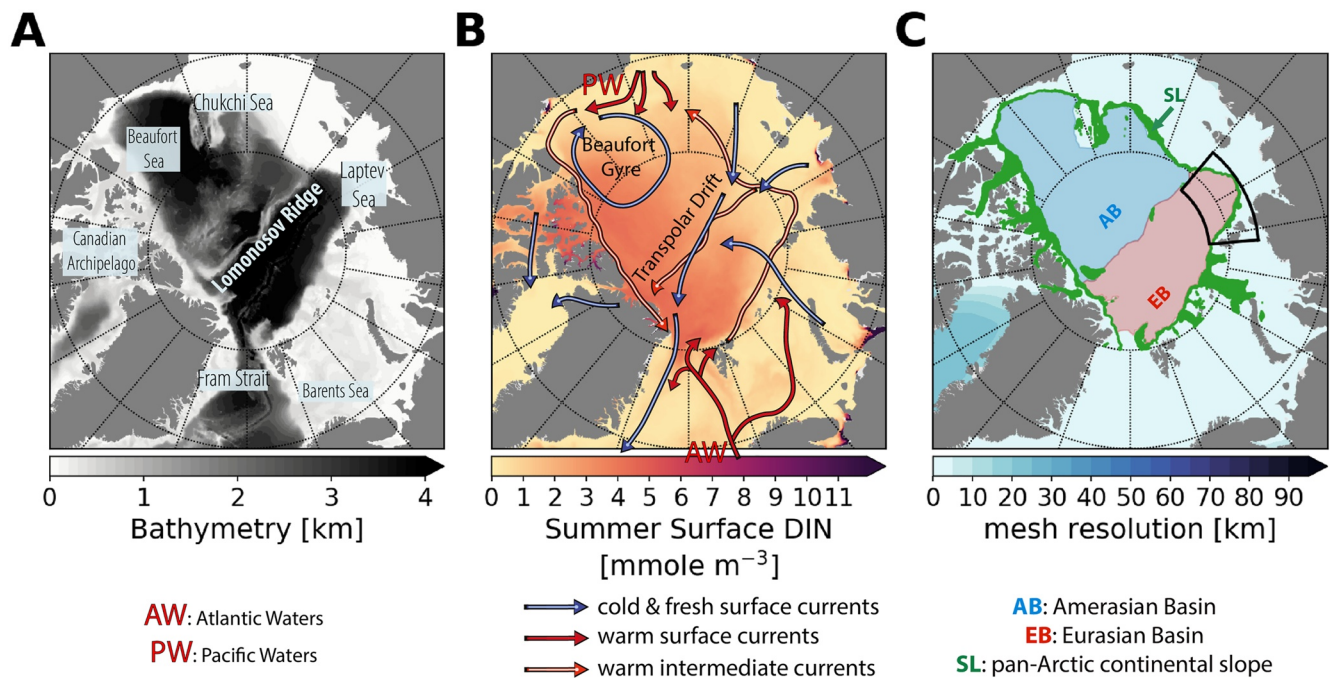 A
Chukchi Sea
Beaufort
Sea
Laptev
Sea
Lomonosov Ridge
Canadian
Archipelago
Fram Strait
Barents Sea
0 1 2 3 4
Bathymetry [km]
B
PW
Beaufort
Gyre
Transpolar Drift
AW
0 1 2 3 4 5 6 7 8 9 10 11
Summer Surface DIN
[mmole m⁻³]
C
SL
AB
EB
0 10 20 30 40 50 60 70 80 90
mesh resolution [km]
AW: Atlantic Waters
PW: Pacific Waters
cold & fresh surface currents
warm surface currents
warm intermediate currents
AB: Amerasian Basin
EB: Eurasian Basin
SL: pan-Arctic continental slope